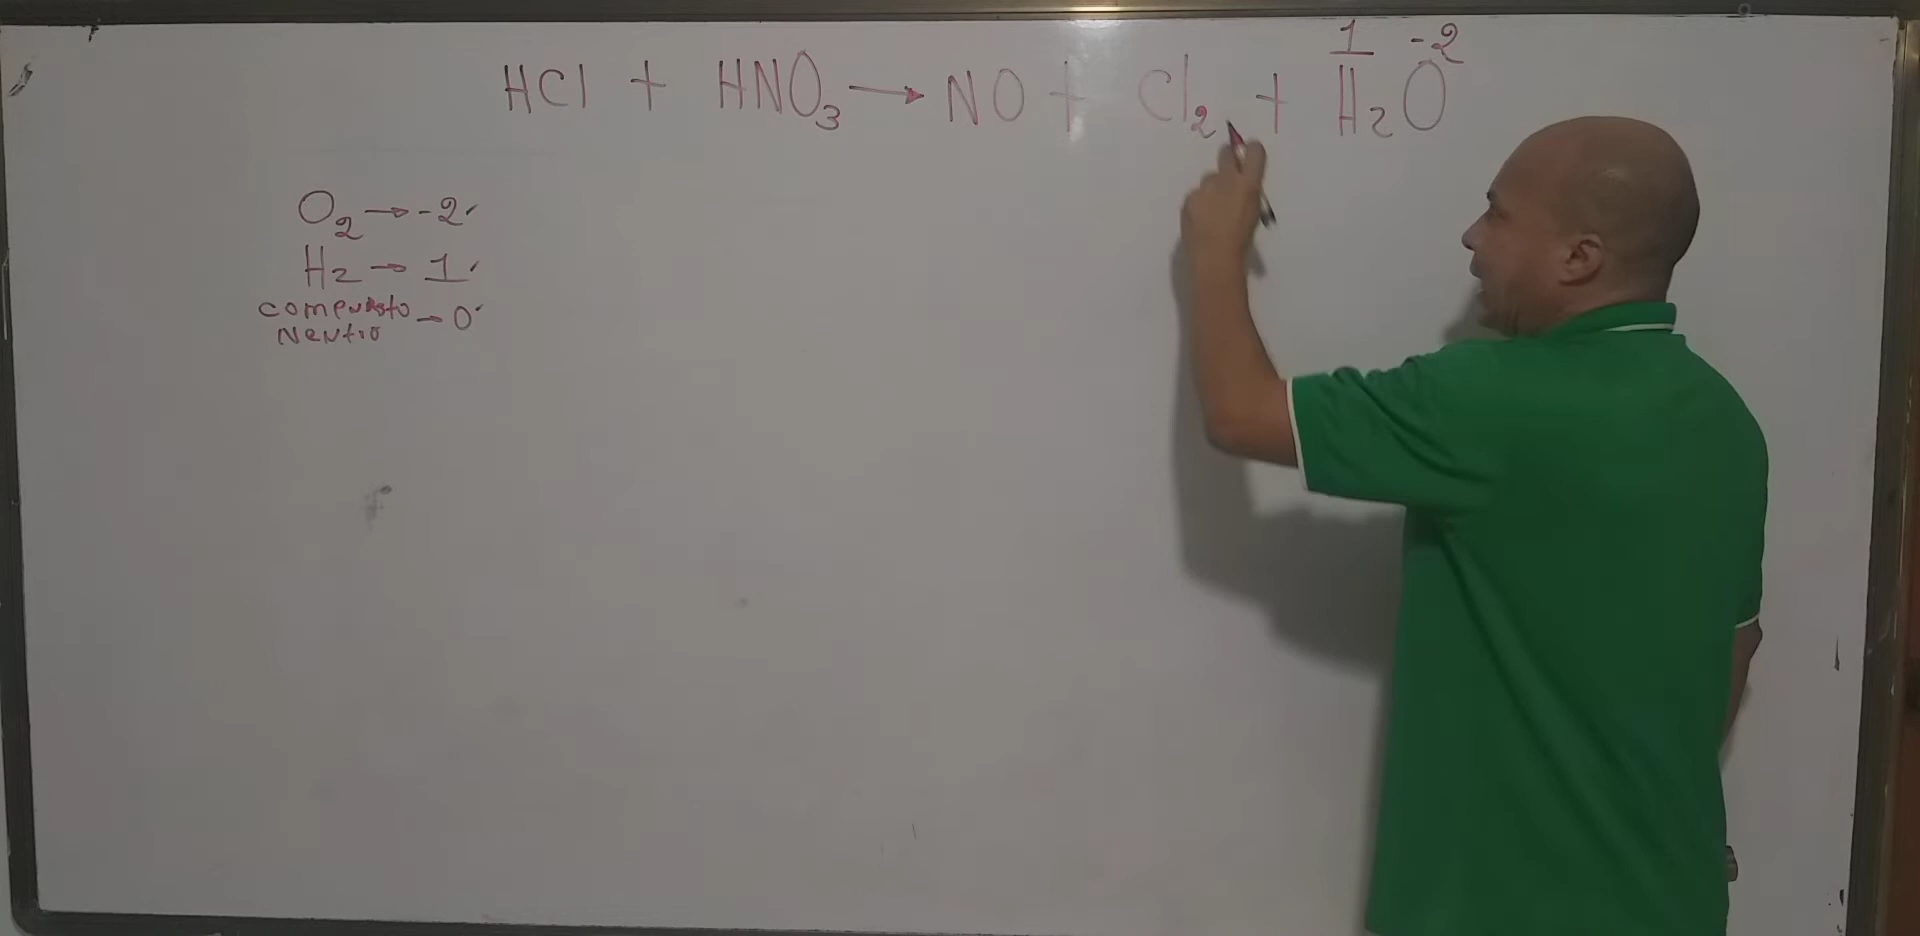 1 -2
HCl + HNO₃ → NO + Cl₂ + H₂O
O₂ → -2
H₂ → 1
compuesto
Neutro → 0